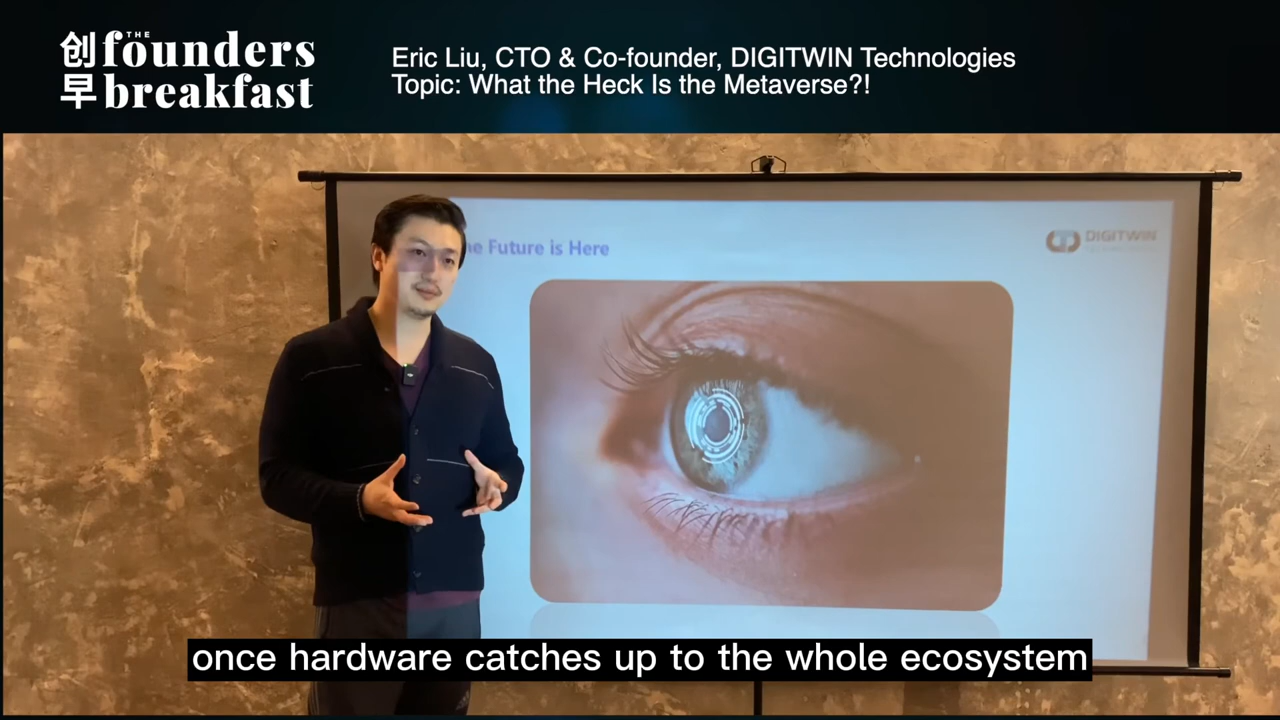 创早
THE
founders
breakfast
Eric Liu, CTO & Co-founder, DIGITWIN Technologies
Topic: What the Heck Is the Metaverse?!
he Future is Here
DIGITWIN
once hardware catches up to the whole ecosystem